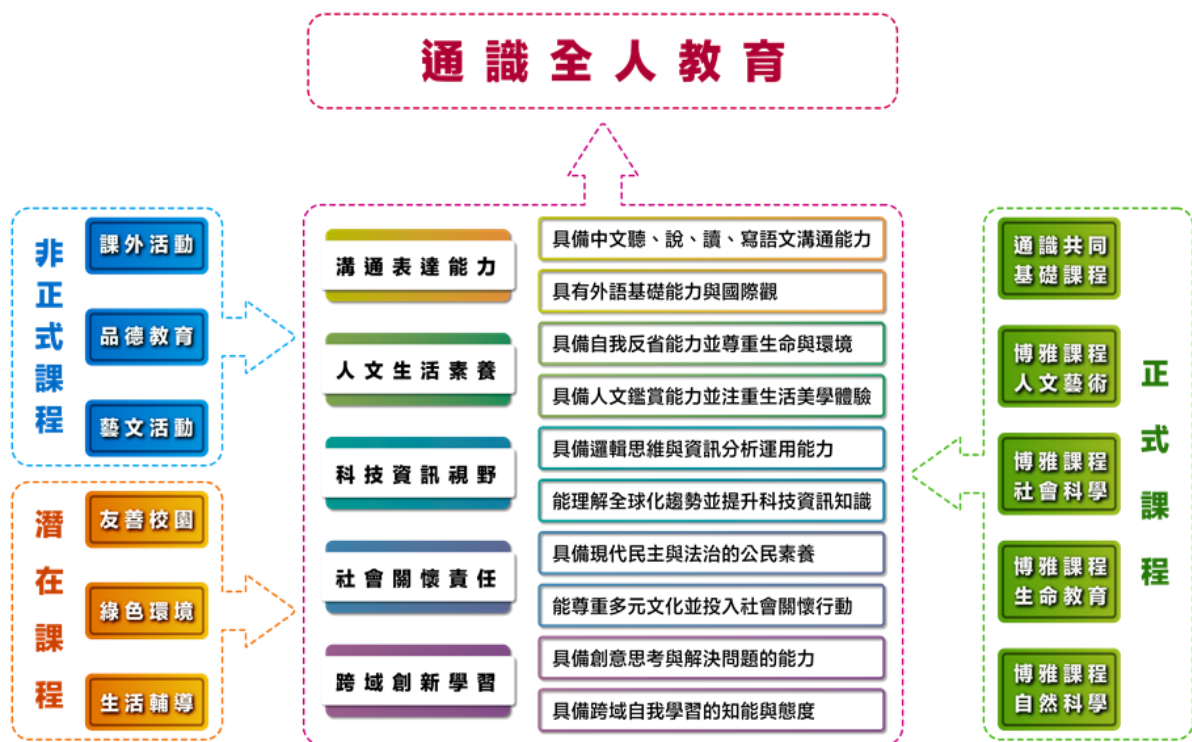 通識全人教育
非正式課程
課外活動
品德教育
藝文活動
潛在課程
友善校園
綠色環境
生活輔導
溝通表達能力
具備中文聽、說、讀、寫語文溝通能力
具有外語基礎能力與國際觀
人文生活素養
具備自我反省能力並尊重生命與環境
具備人文鑑賞能力並注重生活美學體驗
科技資訊視野
具備邏輯思維與資訊分析運用能力
能理解全球化趨勢並提升科技資訊知識
社會關懷責任
具備現代民主與法治的公民素養
能尊重多元文化並投入社會關懷行動
跨域創新學習
具備創意思考與解決問題的能力
具備跨域自我學習的知能與態度
正式課程
通識共同
基礎課程
博雅課程
人文藝術
博雅課程
社會科學
博雅課程
生命教育
博雅課程
自然科學